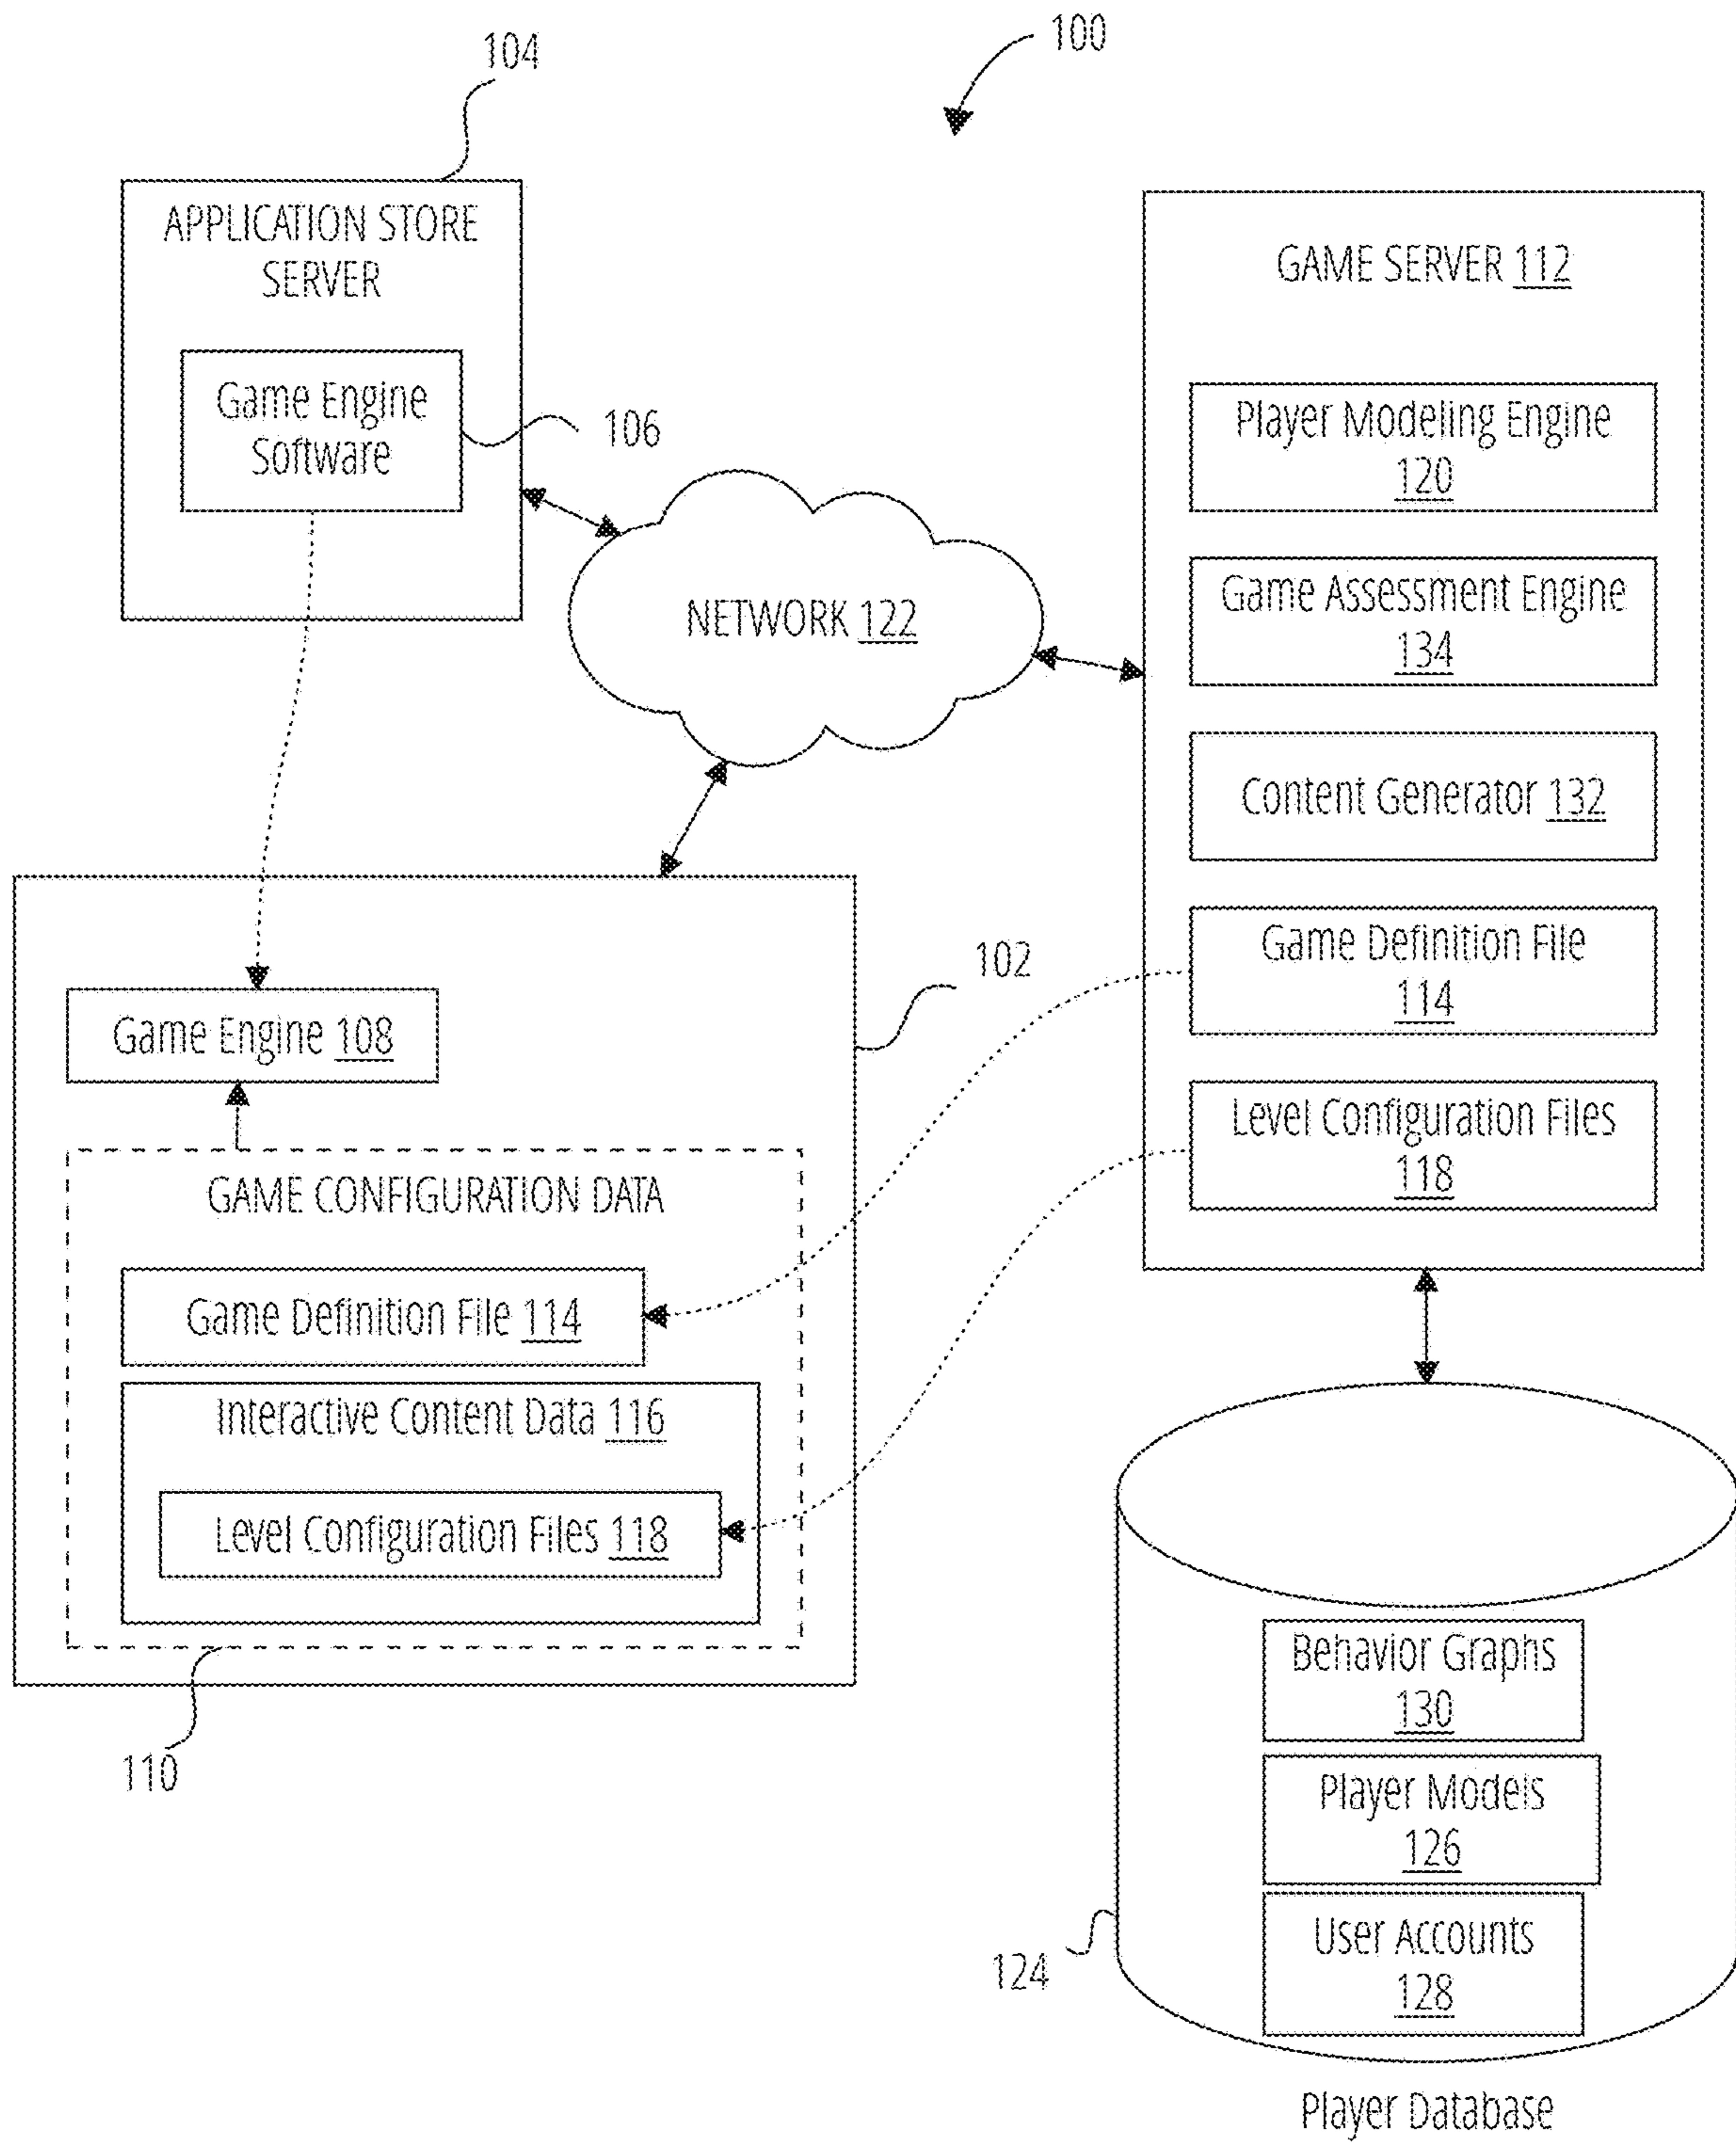 100
104
APPLICATION STORE
SERVER
Game Engine
Software
106
NETWORK 122
GAME SERVER 112
Player Modeling Engine
120
Game Assessment Engine
134
Content Generator 132
Game Definition File
114
Level Configuration Files
118
102
Game Engine 108
GAME CONFIGURATION DATA
Game Definition File 114
Interactive Content Data 116
Level Configuration Files 118
110
Behavior Graphs
130
Player Models
126
User Accounts
128
124
Player Database